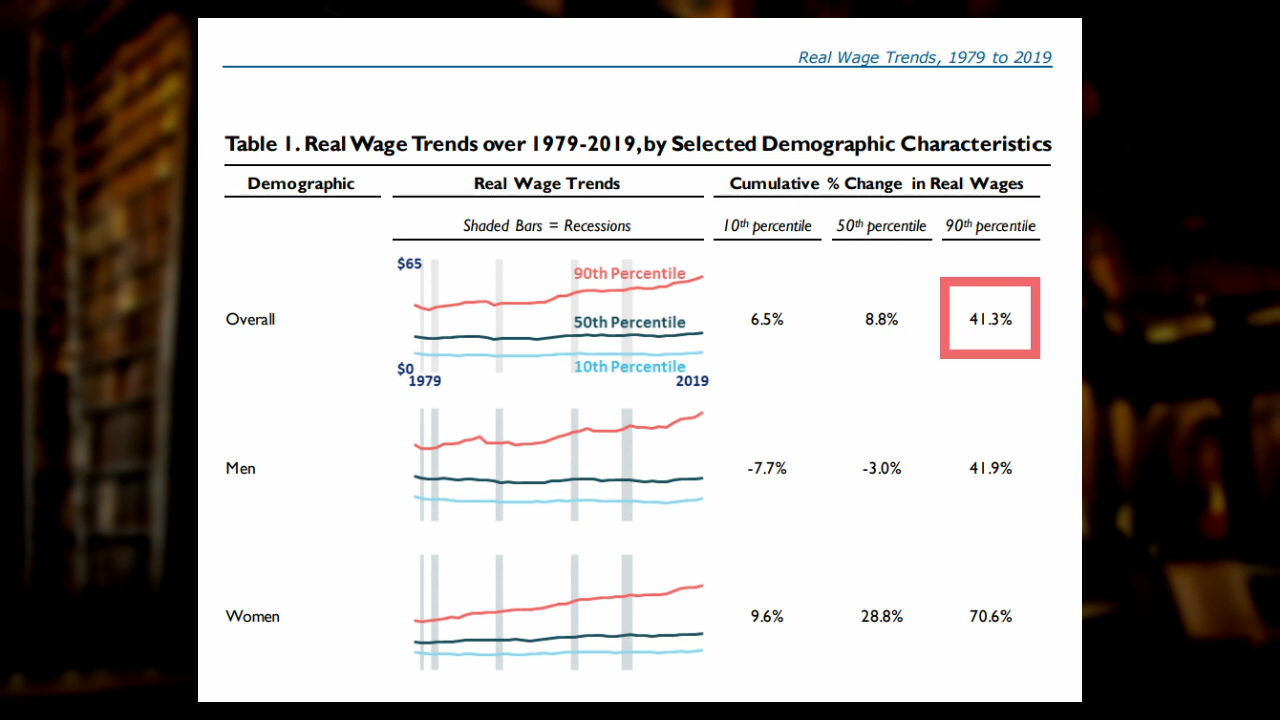 Real Wage Trends, 1979 to 2019
Table 1. Real Wage Trends over 1979-2019, by Selected Demographic Characteristics
Demographic Real Wage Trends Cumulative % Change in Real Wages
Shaded Bars = Recessions 10th percentile 50th percentile 90th percentile
$65
90th Percentile
Overall 50th Percentile 6.5% 8.8% 41.3%
10th Percentile
$0
1979 2019
Men -7.7% -3.0% 41.9%
Women 9.6% 28.8% 70.6%